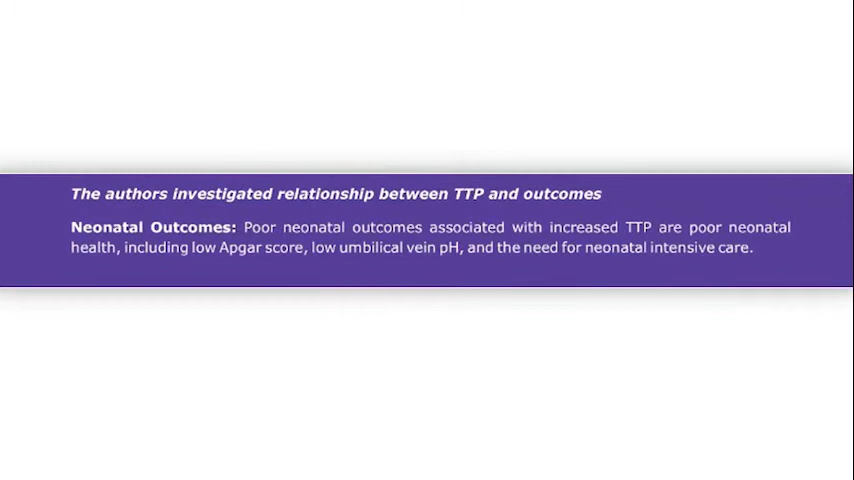 The authors investigated relationship between TTP and outcomes
Neonatal Outcomes: Poor neonatal outcomes associated with increased TTP are poor neonatal
health, including low Apgar score, low umbilical vein pH, and the need for neonatal intensive care.